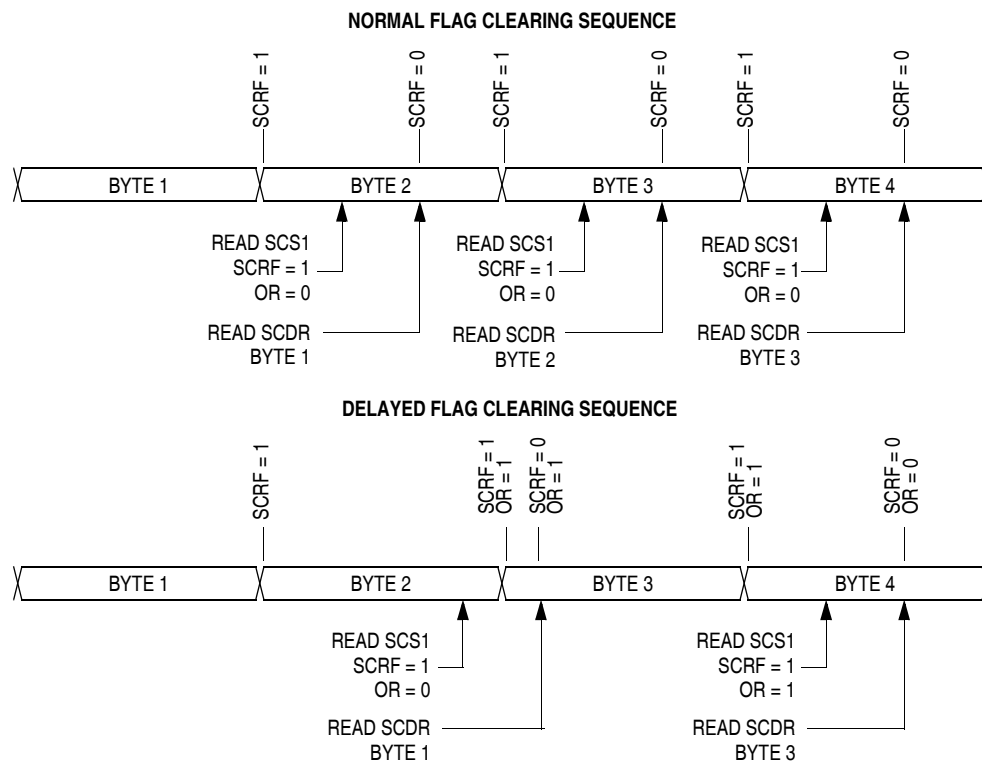 NORMAL FLAG CLEARING SEQUENCE
SCRF = 1
SCRF = 0
SCRF = 1
SCRF = 0
SCRF = 1
SCRF = 0
BYTE 1
BYTE 2
BYTE 3
BYTE 4
READ SCS1
SCRF = 1
OR = 0
READ SCDR
BYTE 1
READ SCS1
SCRF = 1
OR = 0
READ SCDR
BYTE 2
READ SCS1
SCRF = 1
OR = 0
READ SCDR
BYTE 3
DELAYED FLAG CLEARING SEQUENCE
SCRF = 1
SCRF = 1
OR = 1
SCRF = 0
OR = 1
SCRF = 1
OR = 1
SCRF = 0
OR = 0
BYTE 1
BYTE 2
BYTE 3
BYTE 4
READ SCS1
SCRF = 1
OR = 0
READ SCDR
BYTE 1
READ SCS1
SCRF = 1
OR = 1
READ SCDR
BYTE 3